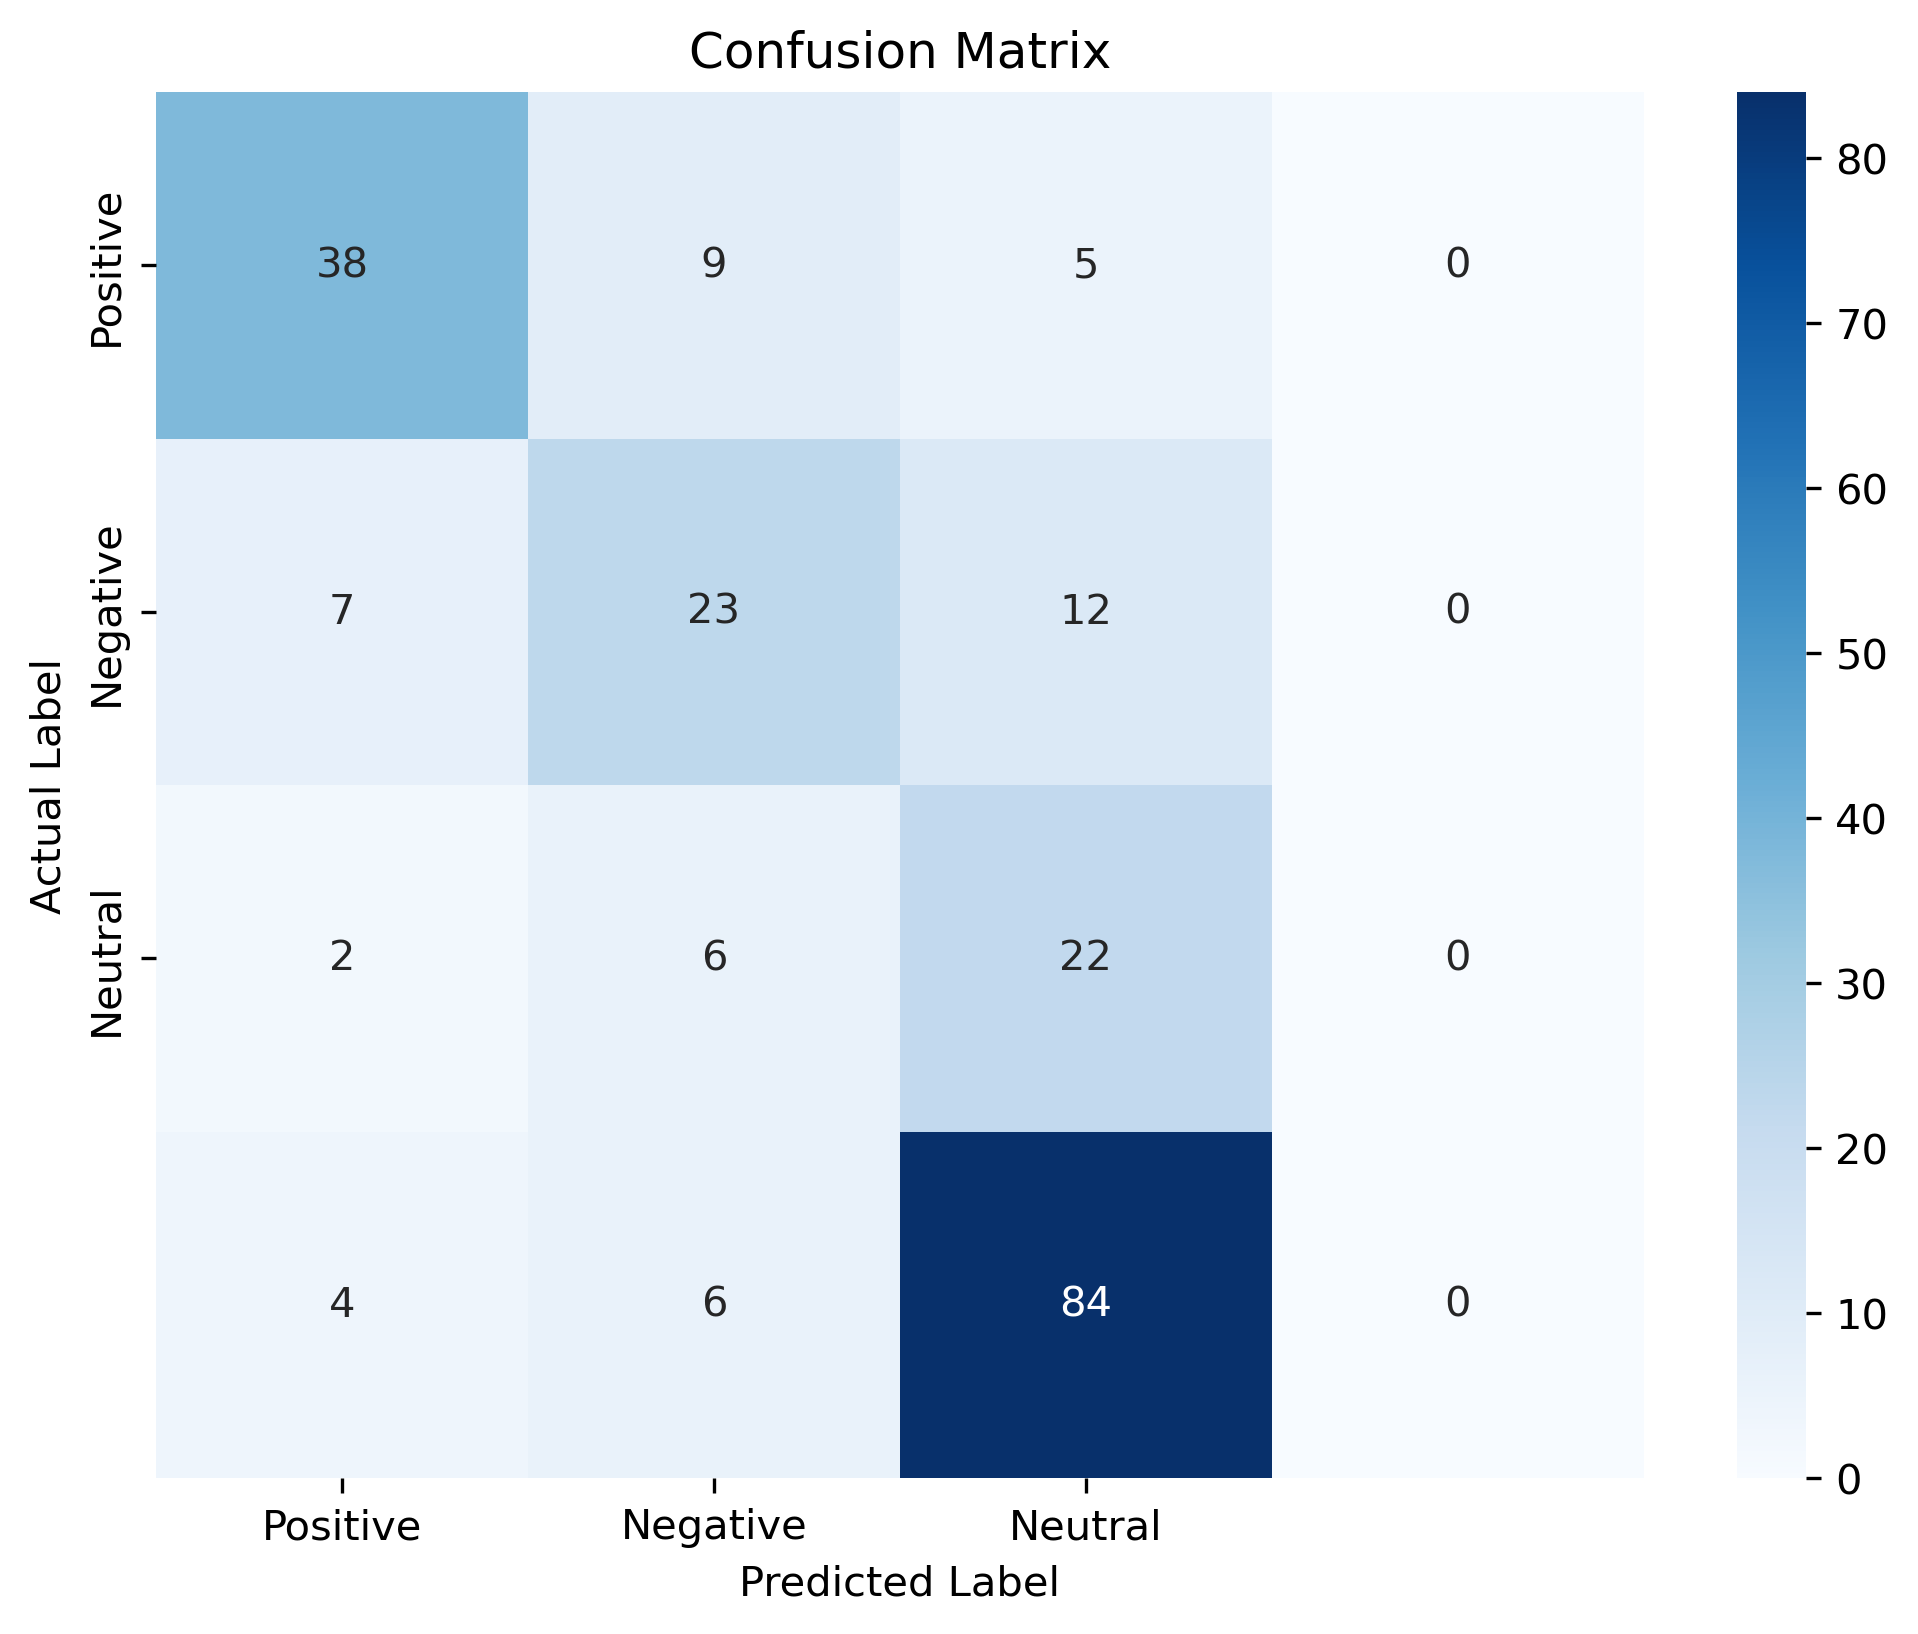 Confusion Matrix
Actual Label
Positive 38 9 5 0
Negative 7 23 12 0
Neutral 2 6 22 0
4 6 84 0
Positive Negative Neutral
Predicted Label
80
70
60
50
40
30
20
10
0